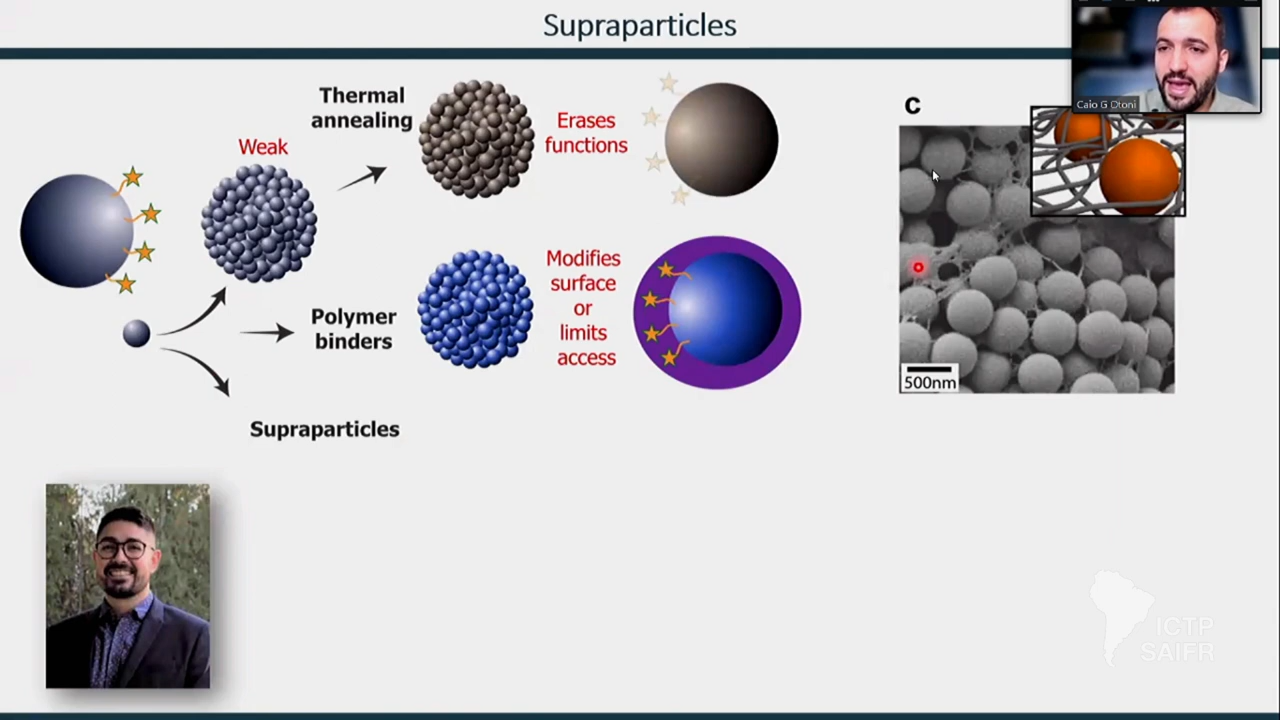 Supraparticles
Caio G Otoni
Thermal
annealing
Erases
functions
C
Weak
Modifies
surface
or
limits
access
Polymer
binders
500nm
Supraparticles
ICTP
SAIFR